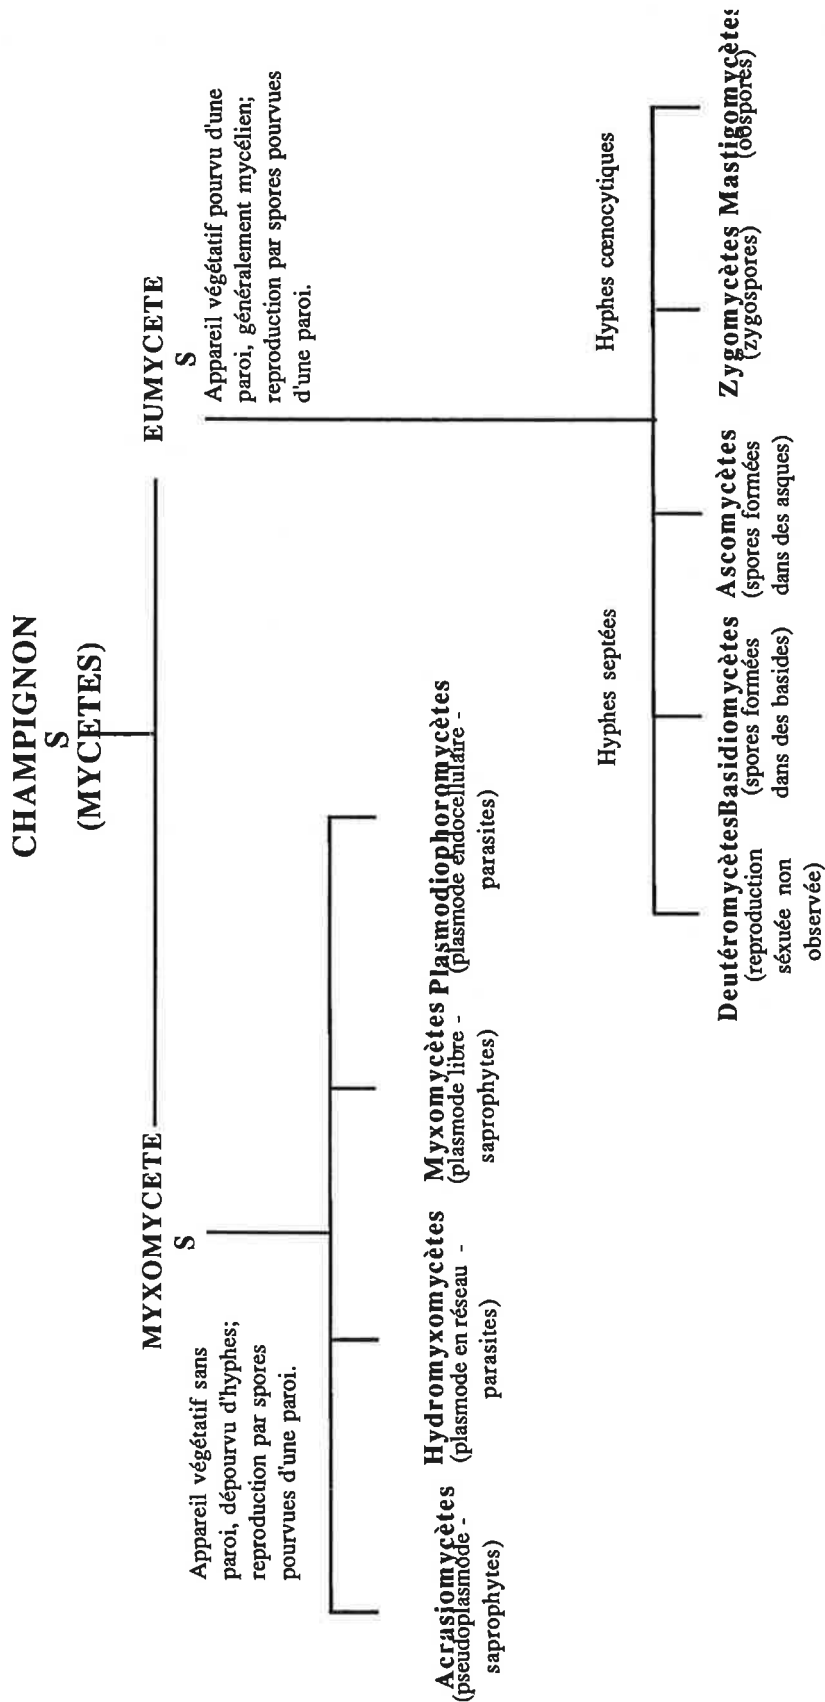 CHAMPIGNON
S
(MYCETES)
MYXOMYCETE
S
Appareil végétatif sans
paroi, dépourvu d'hyphes;
reproduction par spores
pourvues d'une paroi.
EUMYCETE
S
Appareil végétatif pourvu d'une
paroi, généralement mycélien;
reproduction par spores pourvues
d'une paroi.
Acrasiomycètes
(pseudoplasmode -
saprophytes)
Hydromyxomycètes
(plasmode en réseau -
parasites)
Myxomycètes
(plasmode libre -
saprophytes)
Plasmodiophoromycètes
(plasmode endocellulaire -
parasites)
Hyphes septées
Hyphes cœnocytiques
Deutéromycètes
(reproduction
séxuée non
observée)
Basidiomycètes
(spores formées
dans des basides)
Ascomycètes
(spores formées
dans des asques)
Zygomycètes
(zygospores)
Mastigomycètes
(oospores)